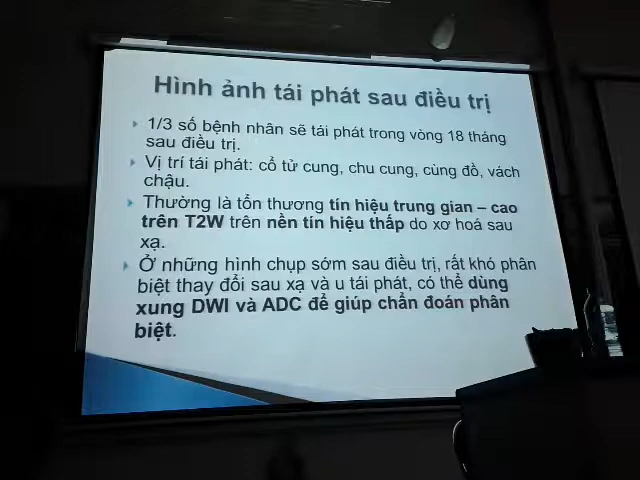 Hình ảnh tái phát sau điều trị
1/3 số bệnh nhân sẽ tái phát trong vòng 18 tháng
sau điều trị.
Vị trí tái phát: cổ tử cung, chu cung, cùng đồ, vách
chậu.
Thường là tổn thương tín hiệu trung gian – cao
trên T2W trên nền tín hiệu thấp do xơ hoá sau
xạ.
Ở những hình chụp sớm sau điều trị, rất khó phân
biệt thay đổi sau xạ và u tái phát, có thể dùng
xung DWI và ADC để giúp chẩn đoán phân
biệt.